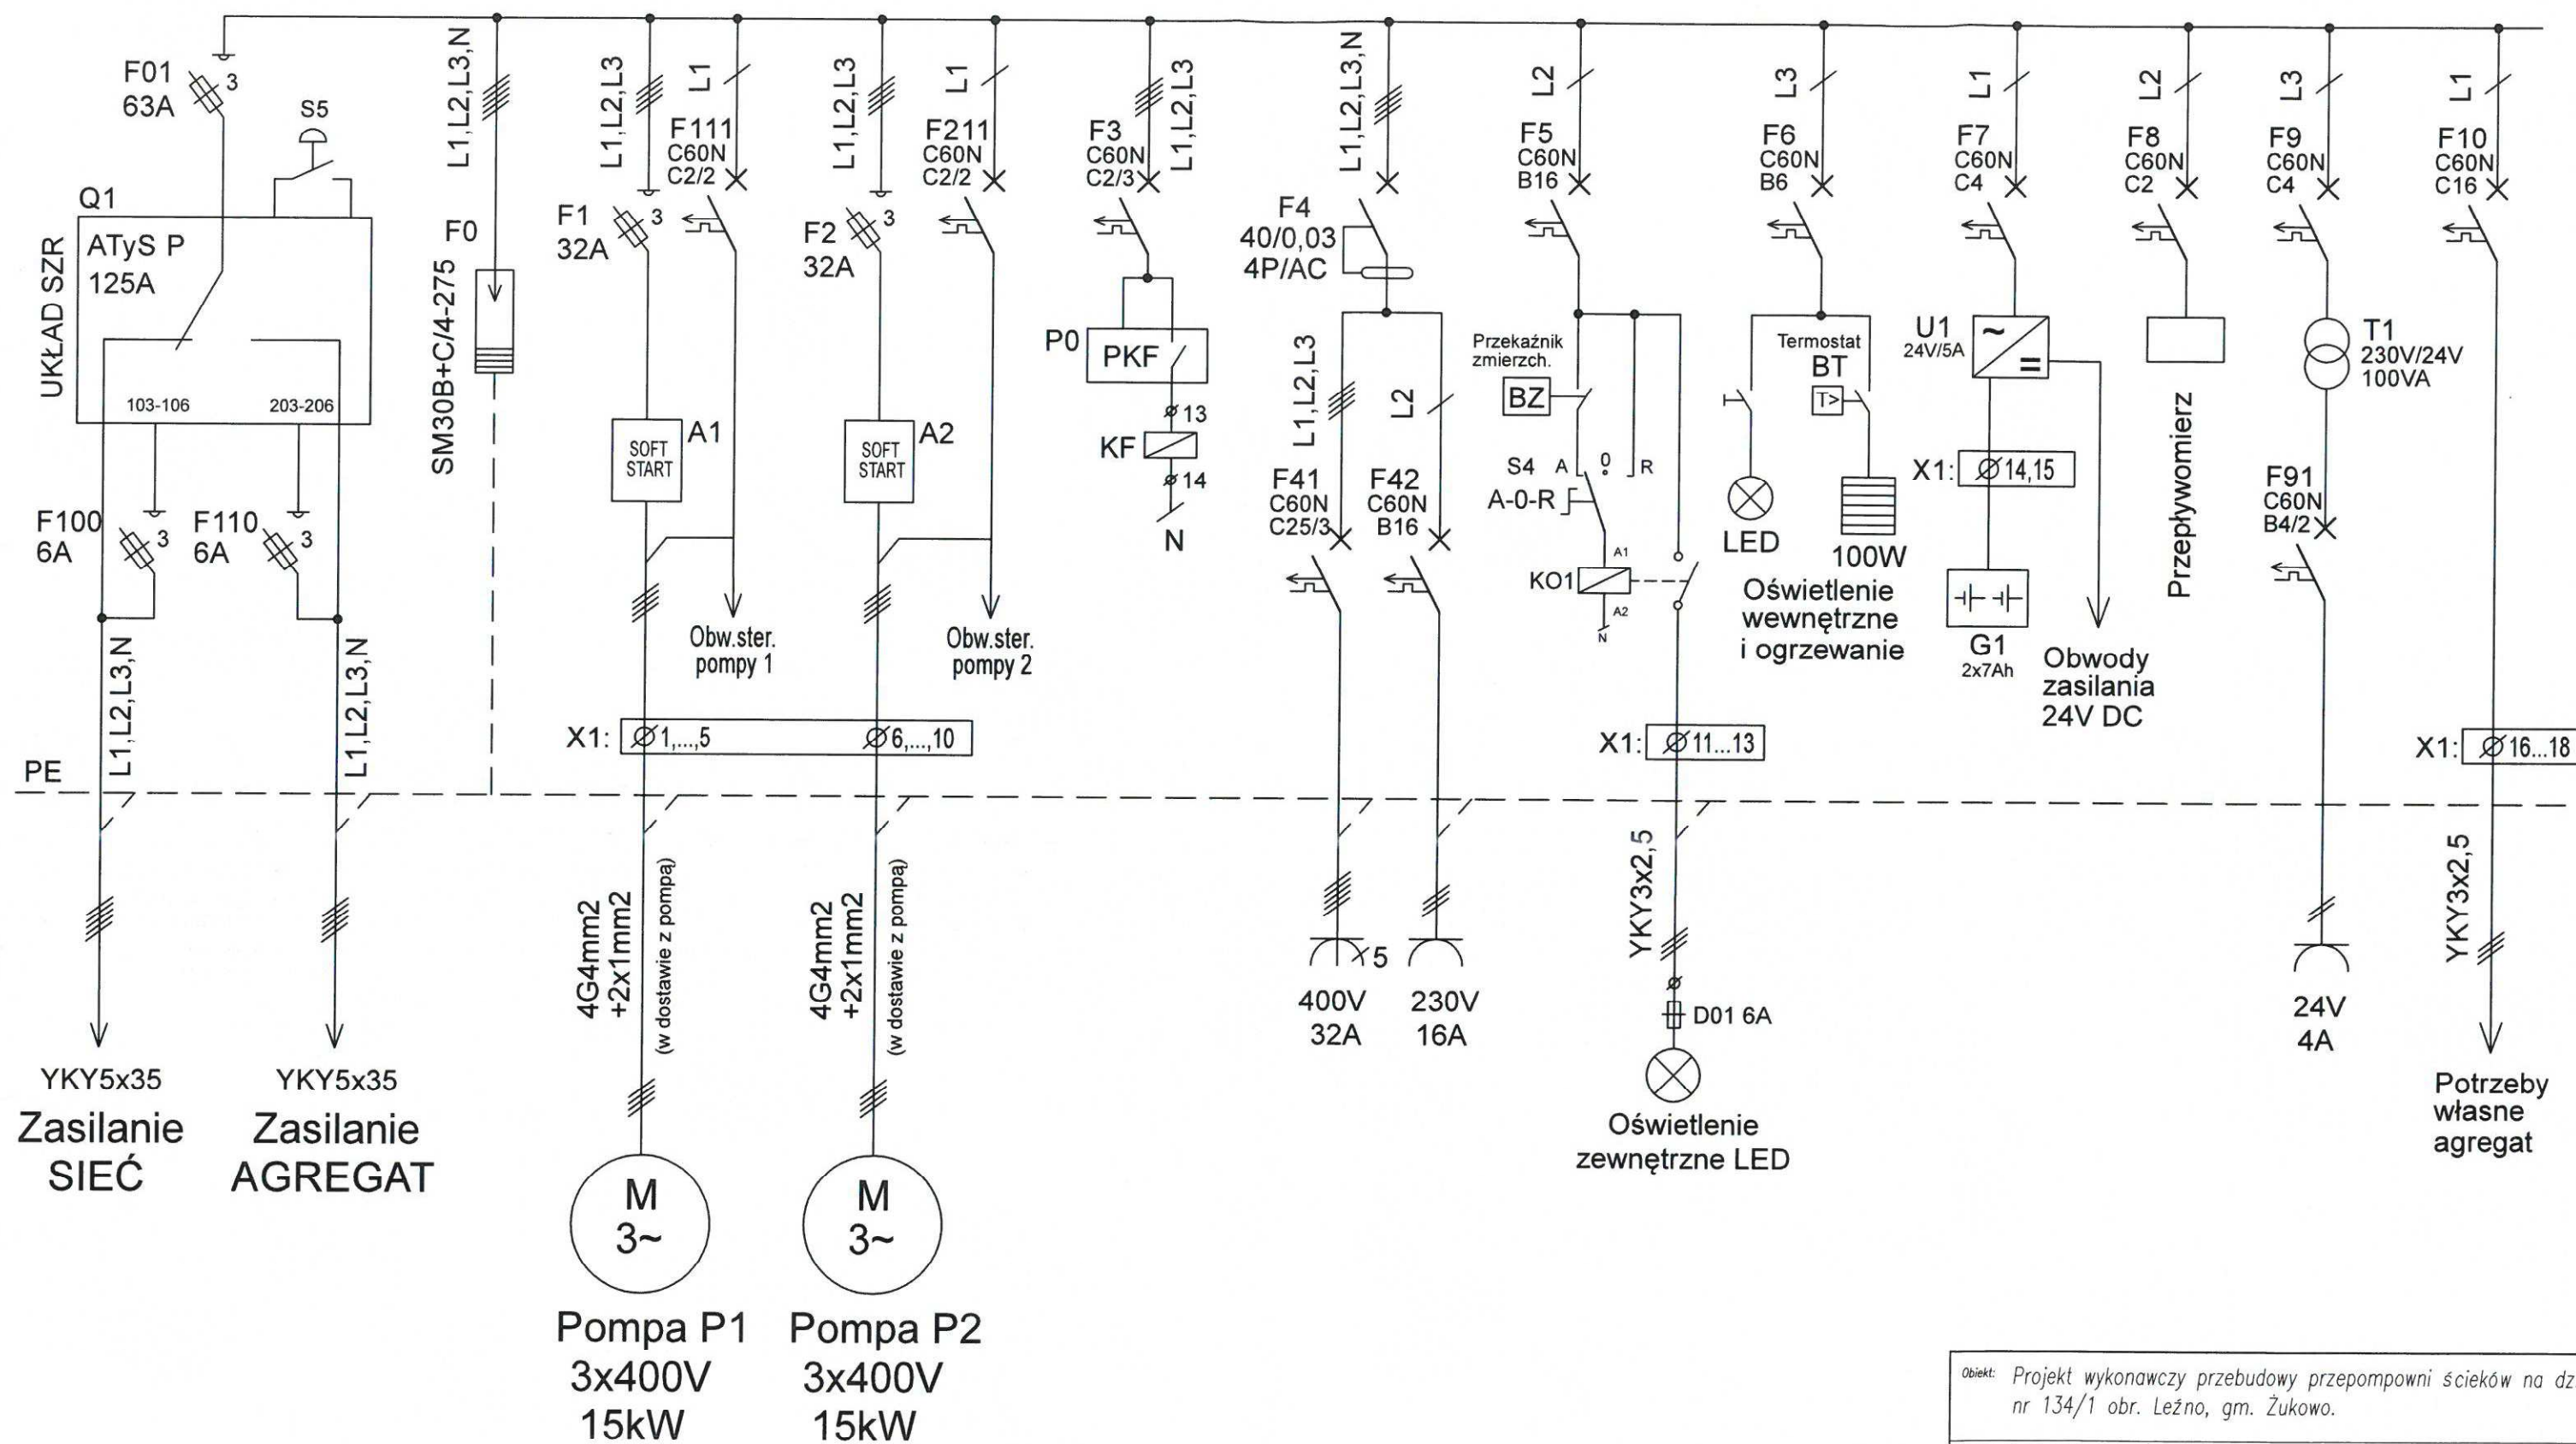 F01
63A
3
S5
Q1
UKŁAD SZR
ATyS P
125A
103-106
203-206
F100
6A
3
F110
6A
3
L1,L2,L3,N
L1,L2,L3,N
PE
YKY5x35
Zasilanie
SIEĆ
YKY5x35
Zasilanie
AGREGAT
L1,L2,L3,N
F0
SM30B+C/4-275
L1,L2,L3
F1
32A
3
L1
F111
C60N
C2/2
SOFT
START
A1
Obw.ster.
pompy 1
L1,L2,L3
F2
32A
3
L1
F211
C60N
C2/2
SOFT
START
A2
Obw.ster.
pompy 2
X1:
1,...,5
6,...,10
4G4mm2
+2x1mm2
(w dostawie z pompą)
4G4mm2
+2x1mm2
(w dostawie z pompą)
M
3~
Pompa P1
3x400V
15kW
M
3~
Pompa P2
3x400V
15kW
L1,L2,L3
F3
C60N
C2/3
P0
PKF
13
KF
14
N
L1,L2,L3,N
F4
40/0,03
4P/AC
L1,L2,L3
L2
F41
C60N
C25/3
F42
C60N
B16
5
400V
32A
230V
16A
L2
F5
C60N
B16
Przekaźnik
zmierzch.
BZ
S4
A
0
R
A-0-R
KO1
A1
A2
N
X1:
11...13
YKY3x2,5
D01 6A
Oświetlenie
zewnętrzne LED
L3
F6
C60N
B6
Termostat
BT
T>
LED
100W
Oświetlenie
wewnętrzne
i ogrzewanie
L1
F7
C60N
C4
U1
24V/5A
~
=
X1:
14,15
G1
2x7Ah
Obwody
zasilania
24V DC
L2
F8
C60N
C2
Przepływomierz
L3
F9
C60N
C4
T1
230V/24V
100VA
F91
C60N
B4/2
24V
4A
L1
F10
C60N
C16
X1:
16...18
YKY3x2,5
Potrzeby
własne
agregat
Obiekt: Projekt wykonawczy przebudowy przepompowni ścieków na dz
nr 134/1 obr. Leźno, gm. Żukowo.